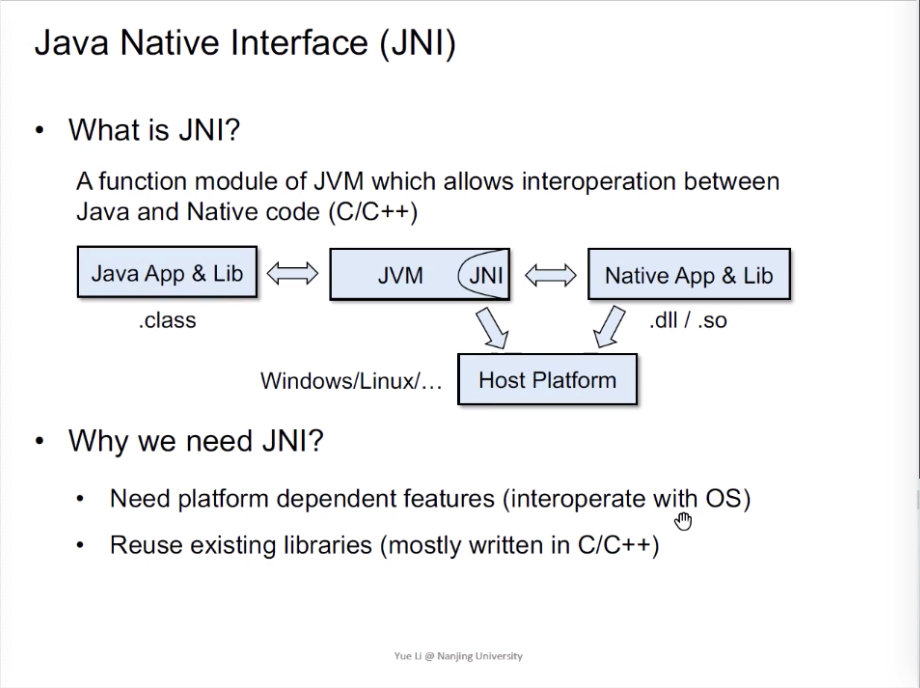 Java Native Interface (JNI)
• What is JNI?
A function module of JVM which allows interoperation between
Java and Native code (C/C++)
Java App & Lib
JVM
JNI
Native App & Lib
.class
.dll / .so
Windows/Linux/…
Host Platform
• Why we need JNI?
• Need platform dependent features (interoperate with OS)
• Reuse existing libraries (mostly written in C/C++)
Yue Li @ Nanjing University